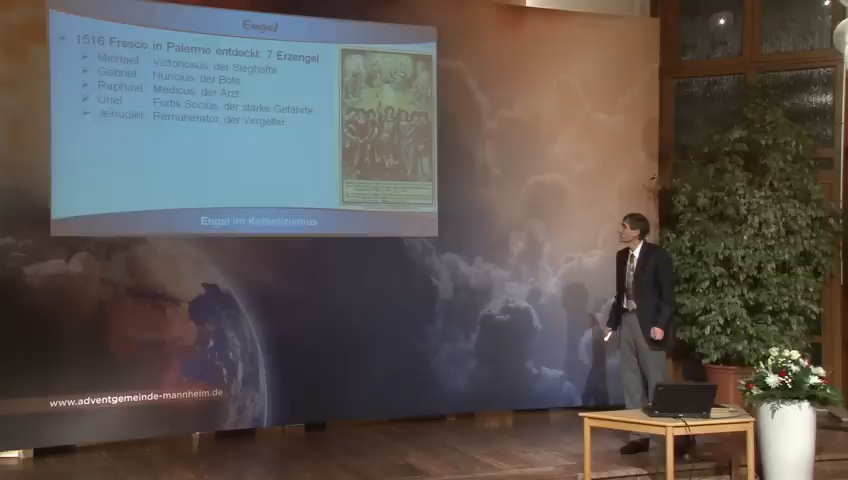 Engel
1516 Fresco in Palermo entdeckt: 7 Erzengel
Michael Victoriosus, der Sieghafte
Gabriel Nuncius, der Bote
Raphael Medicus, der Arzt
Uriel Fortis Socius, der starke Gefährte
Jehudiel Remunerator, der Vergelter
Engel im Katholizismus
www.adventgemeinde-mannheim.de